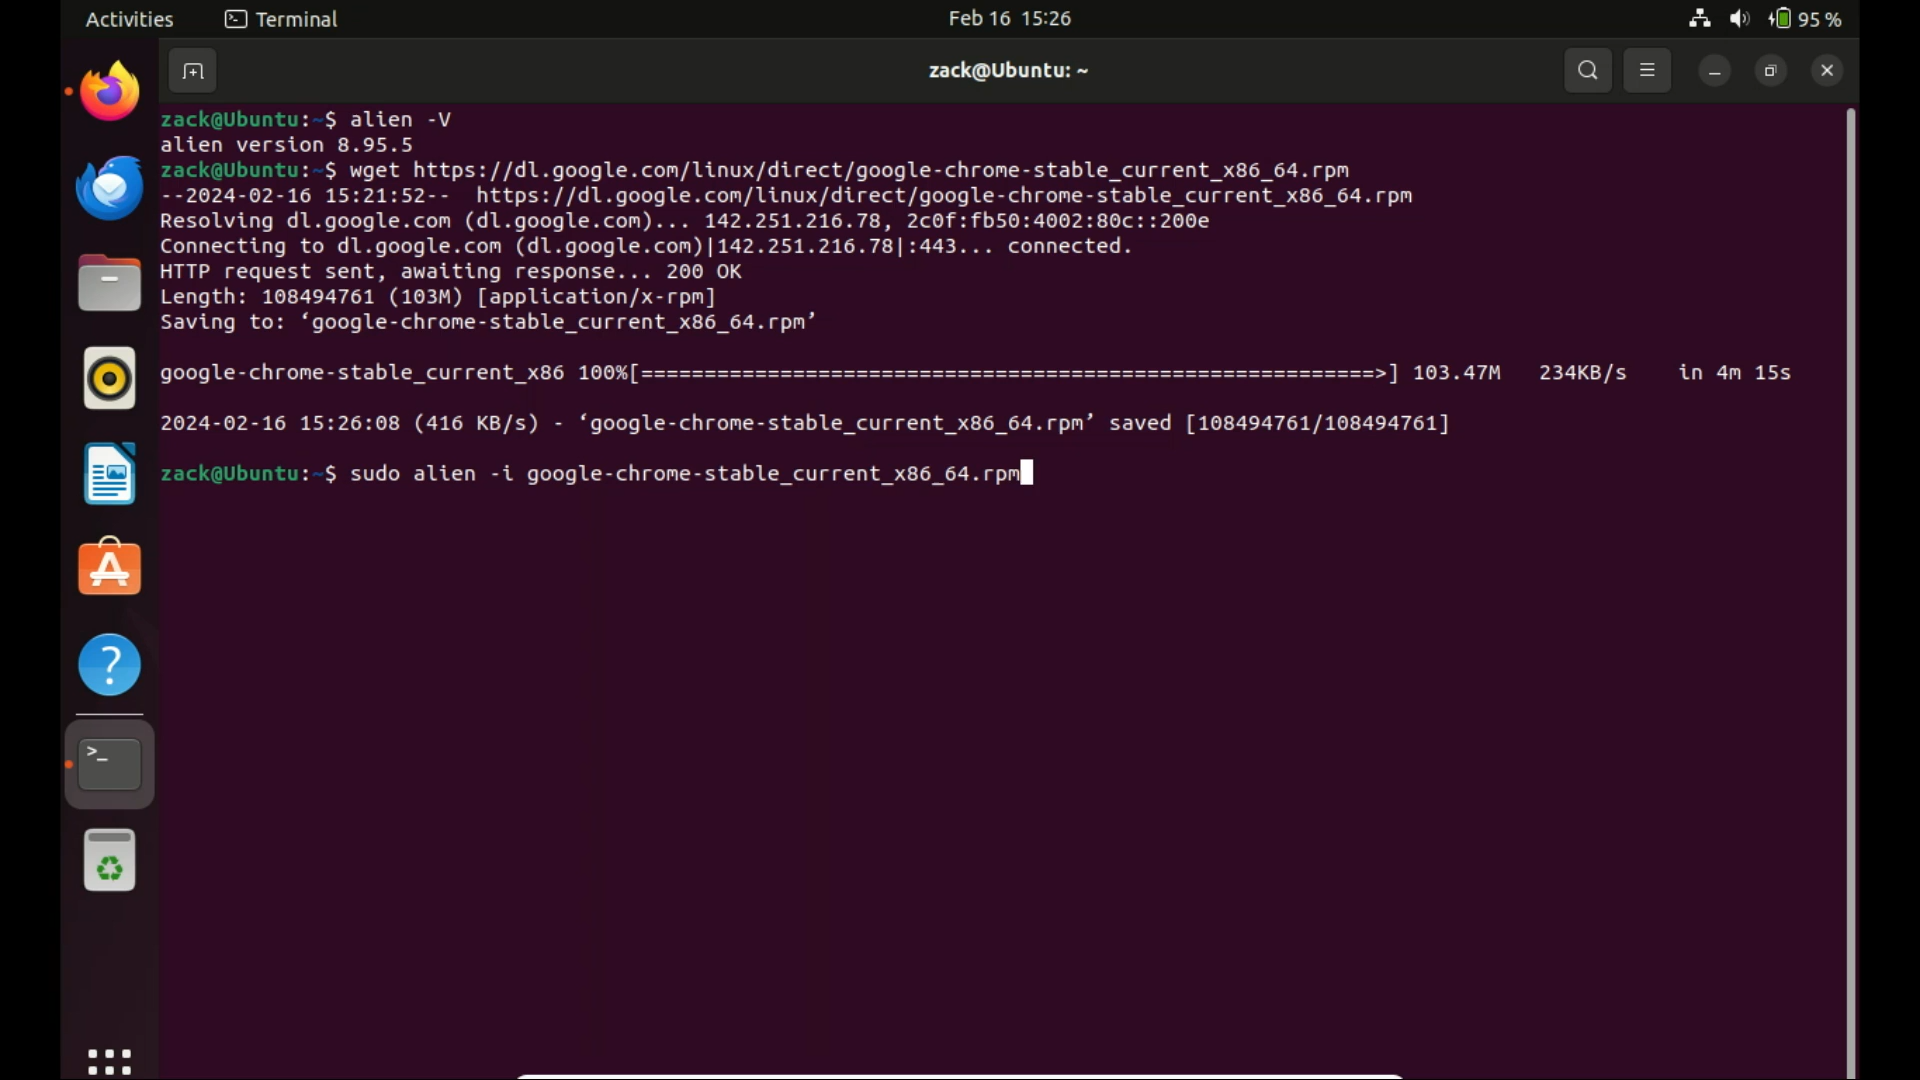 Activities Terminal Feb 16 15:26 95 %
zack@Ubuntu: ~
zack@Ubuntu:~$ alien -V
alien version 8.95.5
zack@Ubuntu:~$ wget https://dl.google.com/linux/direct/google-chrome-stable_current_x86_64.rpm
--2024-02-16 15:21:52--  https://dl.google.com/linux/direct/google-chrome-stable_current_x86_64.rpm
Resolving dl.google.com (dl.google.com)... 142.251.216.78, 2c0f:fb50:4002:80c::200e
Connecting to dl.google.com (dl.google.com)|142.251.216.78|:443... connected.
HTTP request sent, awaiting response... 200 OK
Length: 108494761 (103M) [application/x-rpm]
Saving to: ‘google-chrome-stable_current_x86_64.rpm’
google-chrome-stable_current_x86 100%[==========================================================>] 103.47M   234KB/s    in 4m 15s
2024-02-16 15:26:08 (416 KB/s) - ‘google-chrome-stable_current_x86_64.rpm’ saved [108494761/108494761]
zack@Ubuntu:~$ sudo alien -i google-chrome-stable_current_x86_64.rpm